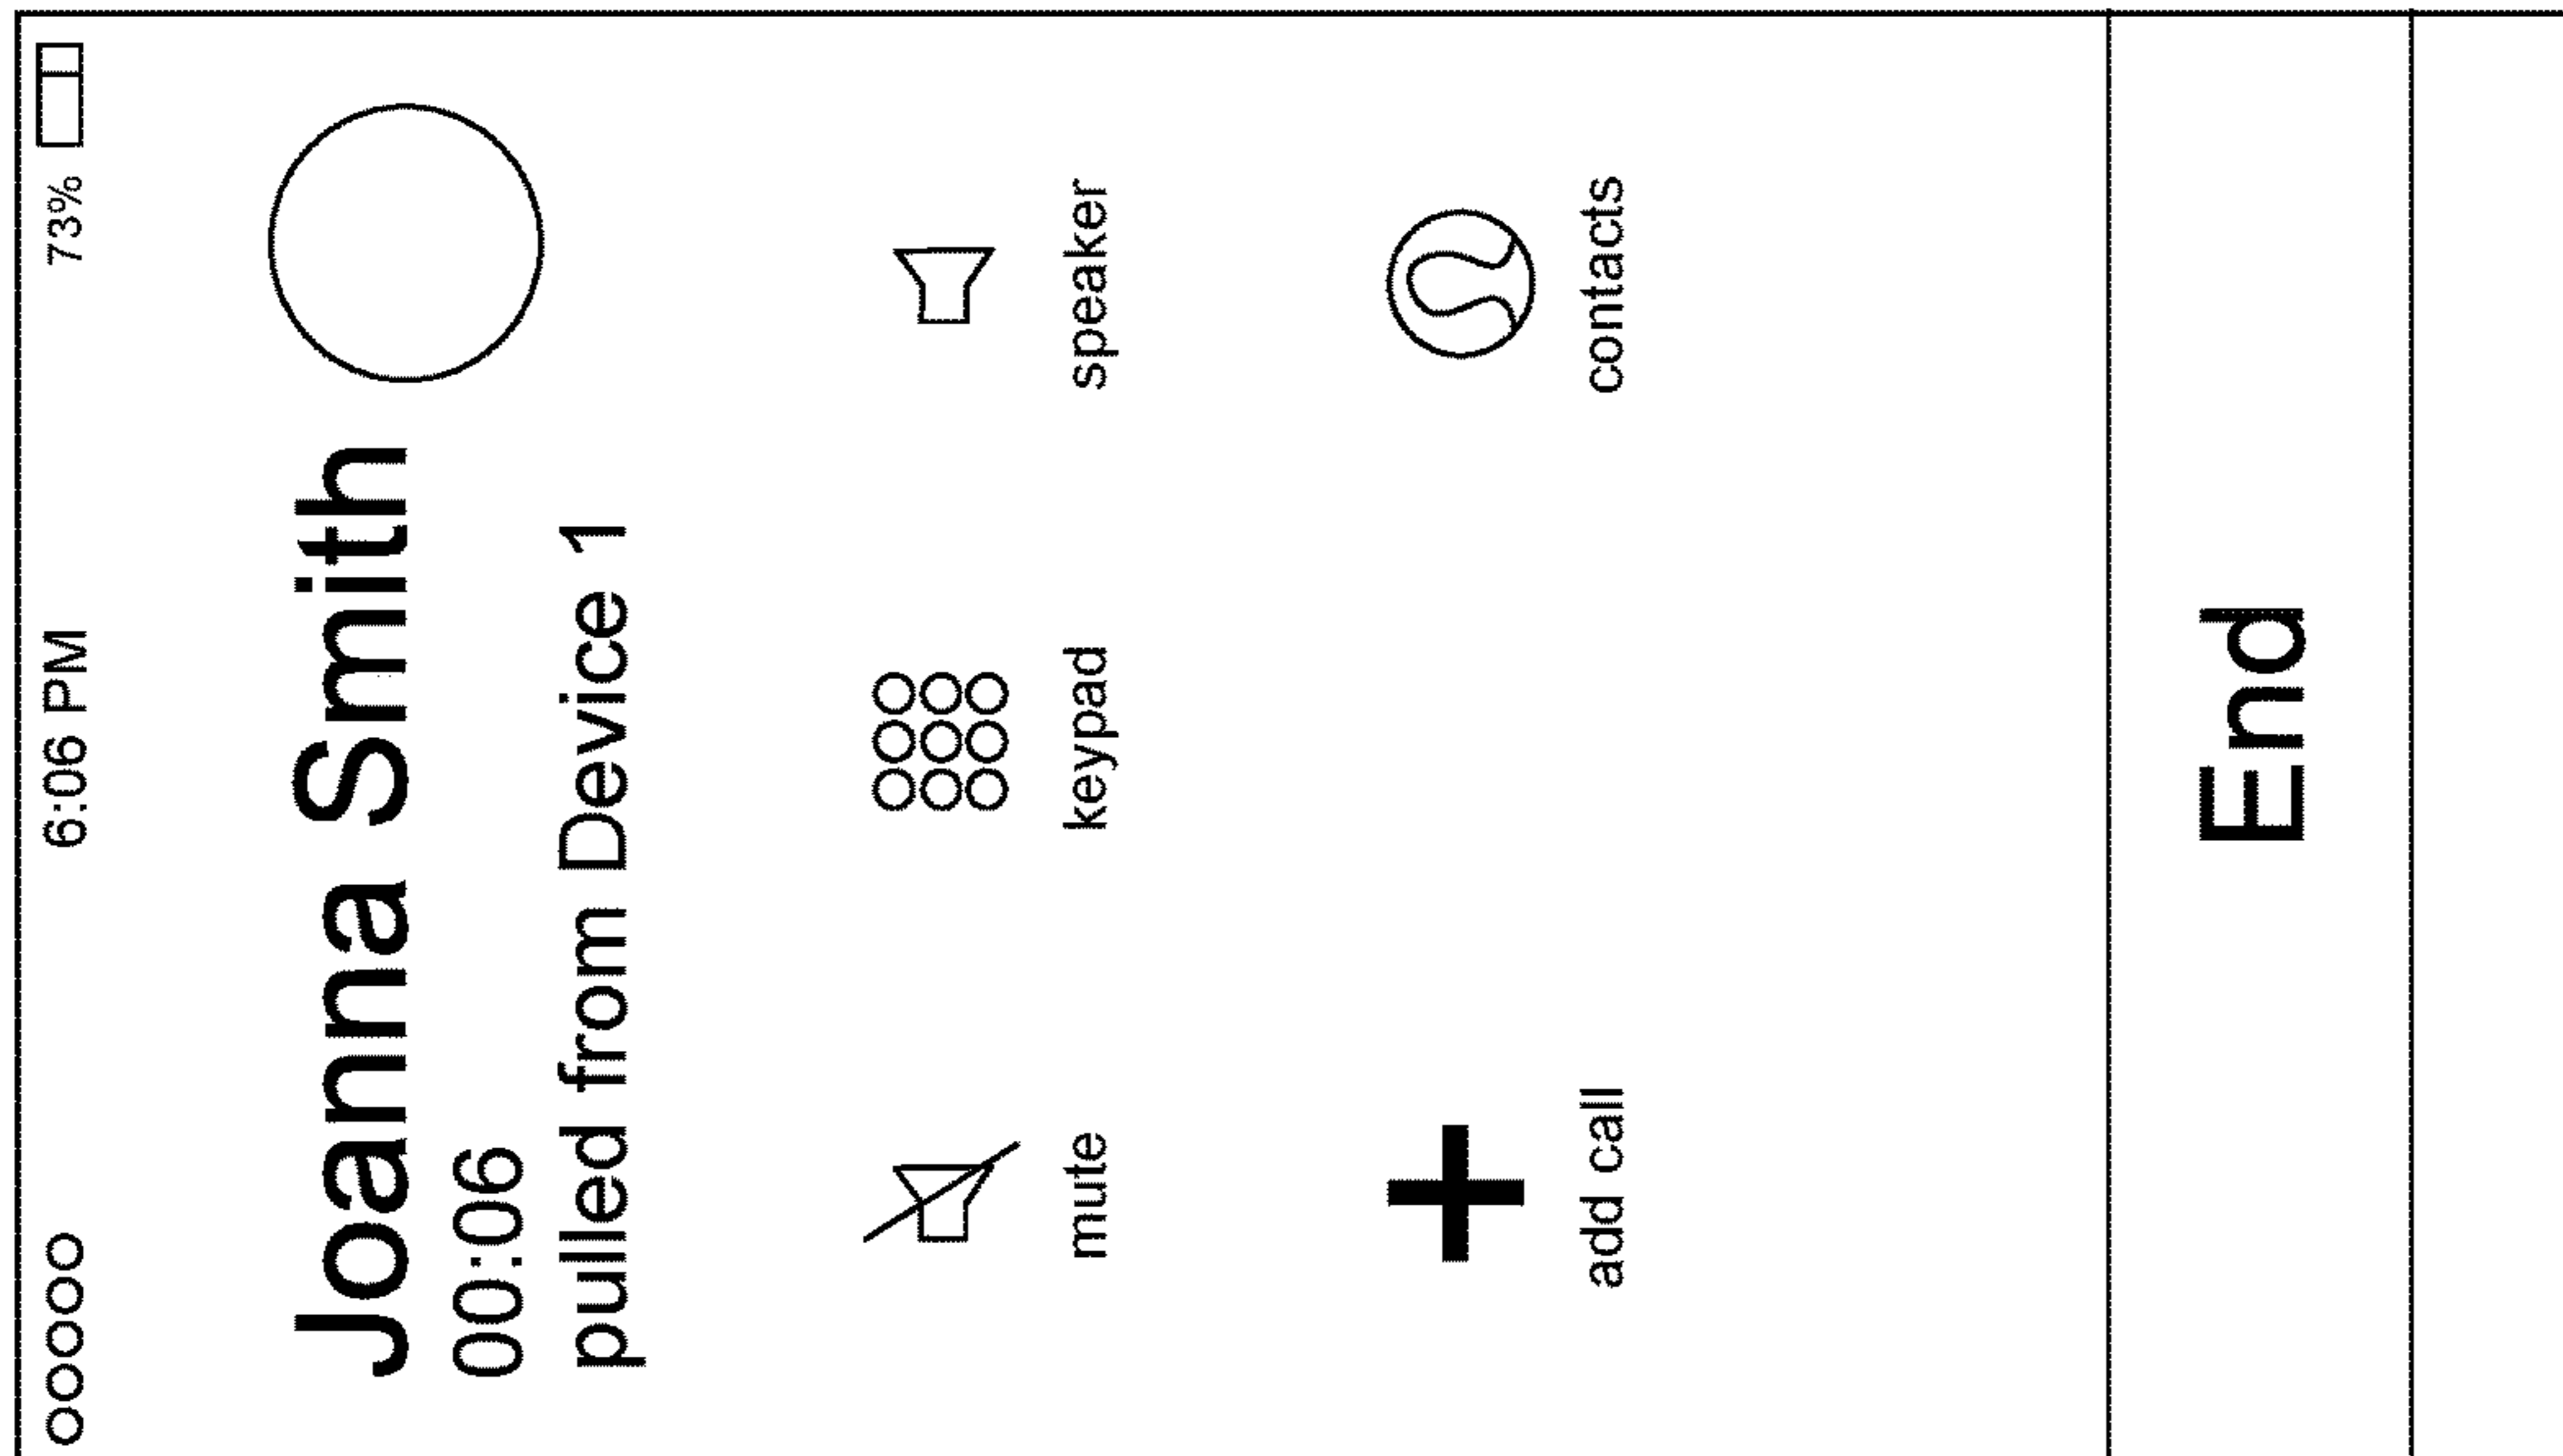 6:06 PM 73%
Joanna Smith
00:06
pulled from Device 1
mute keypad speaker
add call contacts
End